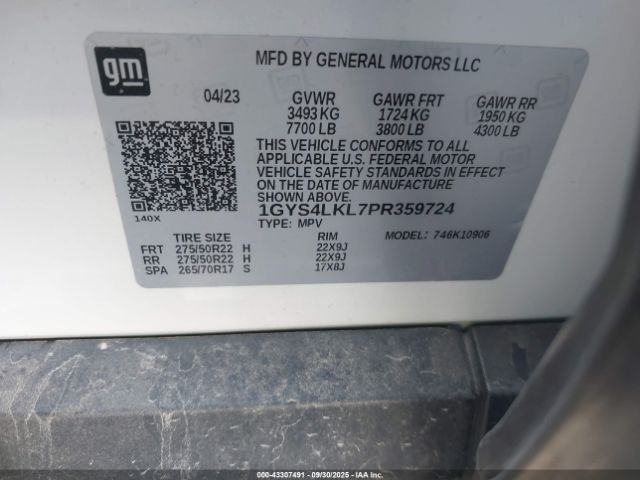 gm
MFD BY GENERAL MOTORS LLC
04/23 GVWR GAWR FRT GAWR RR
3493 KG 1724 KG 1950 KG
7700 LB 3800 LB 4300 LB
THIS VEHICLE CONFORMS TO ALL
APPLICABLE U.S. FEDERAL MOTOR
VEHICLE SAFETY STANDARDS IN
EFFECT ON THE DATE OF
MANUFACTURE SHOWN ABOVE.
1GYS4LKL7PR359724
140X
TYPE: MPV MODEL: 746K10906
TIRE SIZE RIM
FRT 275/50R22 H 22X9J
RR 275/50R22 H 22X9J
SPA 265/70R17 S 17X8J
00-43307491 - 09/30/2025 - IAAI.COM